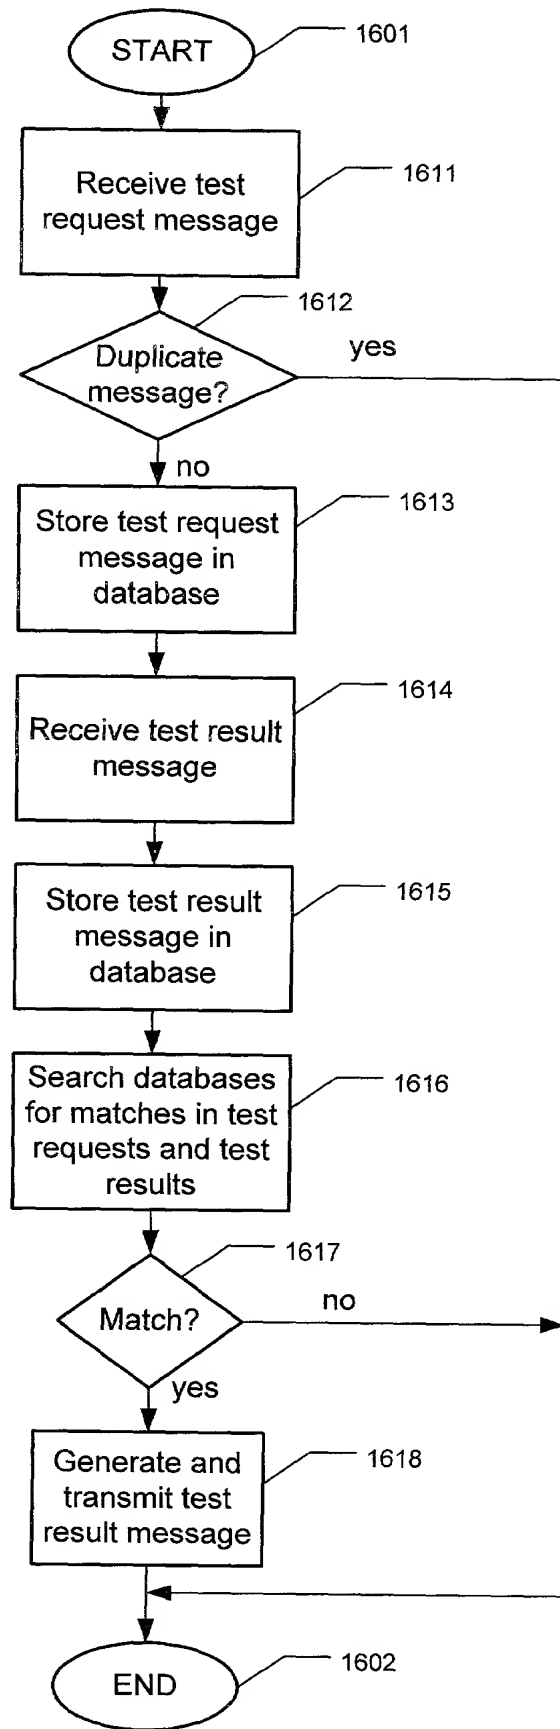 START
1601
Receive test
request message
1611
1612
Duplicate
message?
yes
no
Store test request
message in
database
1613
Receive test result
message
1614
Store test result
message in
database
1615
Search databases
for matches in test
requests and test
results
1616
1617
Match?
no
yes
Generate and
transmit test
result message
1618
END
1602